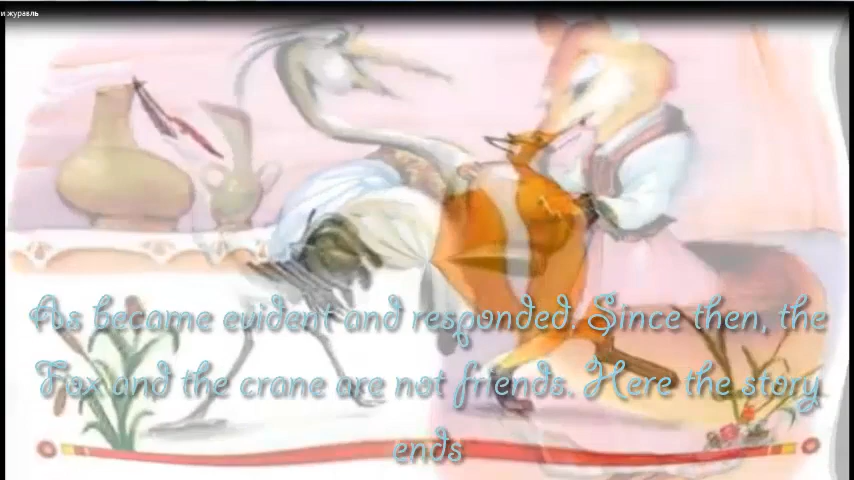 и журавль
As became evident and responded. Since then, the
Fox and the crane are not friends. Here the story
ends